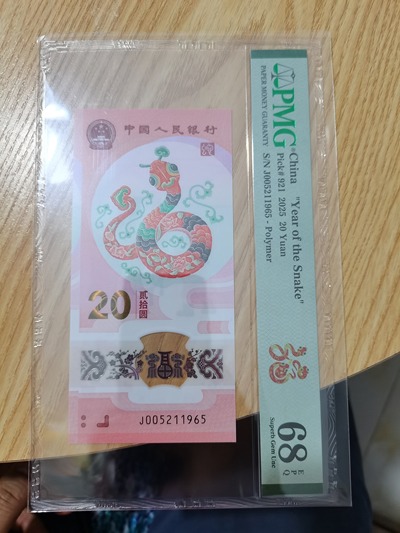 中国人民银行
20
贰拾圆
福
J005211965
PMG
PAPER MONEY GUARANTY
China "Year of the Snake"
Pick# 921 2025 20 Yuan
S/N J005211965 - Polymer
68 EPQ
Superb Gem Unc